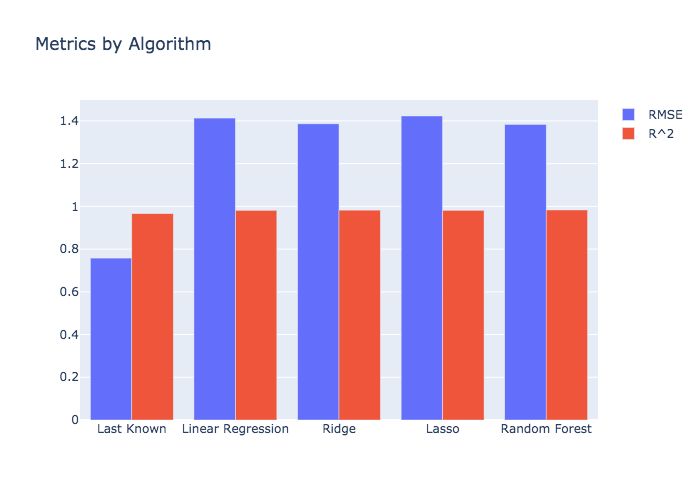 Metrics by Algorithm
RMSE
R^2
1.4
1.2
1
0.8
0.6
0.4
0.2
0
Last Known
Linear Regression
Ridge
Lasso
Random Forest